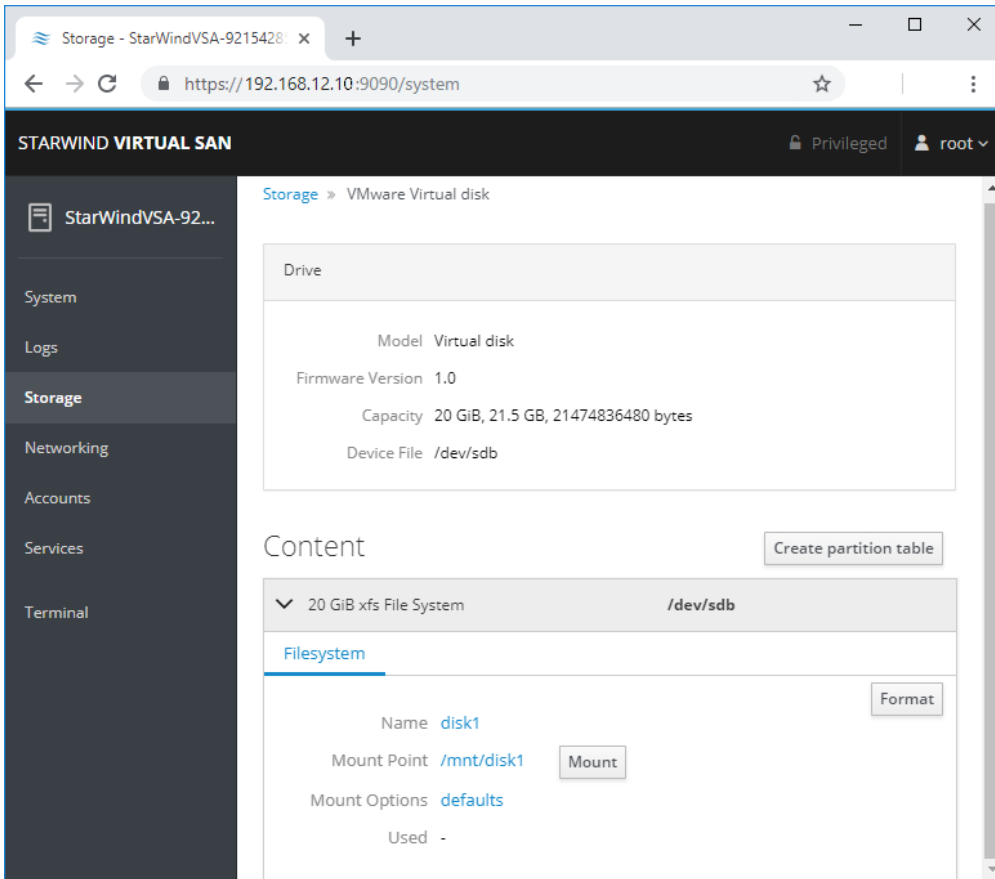 Storage - StarWindVSA-9215428
https://192.168.12.10:9090/system
STARWIND VIRTUAL SAN
Privileged
root
StarWindVSA-92...
System
Logs
Storage
Networking
Accounts
Services
Terminal
Storage » VMware Virtual disk
Drive
Model Virtual disk
Firmware Version 1.0
Capacity 20 GiB, 21.5 GB, 21474836480 bytes
Device File /dev/sdb
Content
Create partition table
20 GiB xfs File System /dev/sdb
Filesystem
Format
Name disk1
Mount Point /mnt/disk1 Mount
Mount Options defaults
Used -